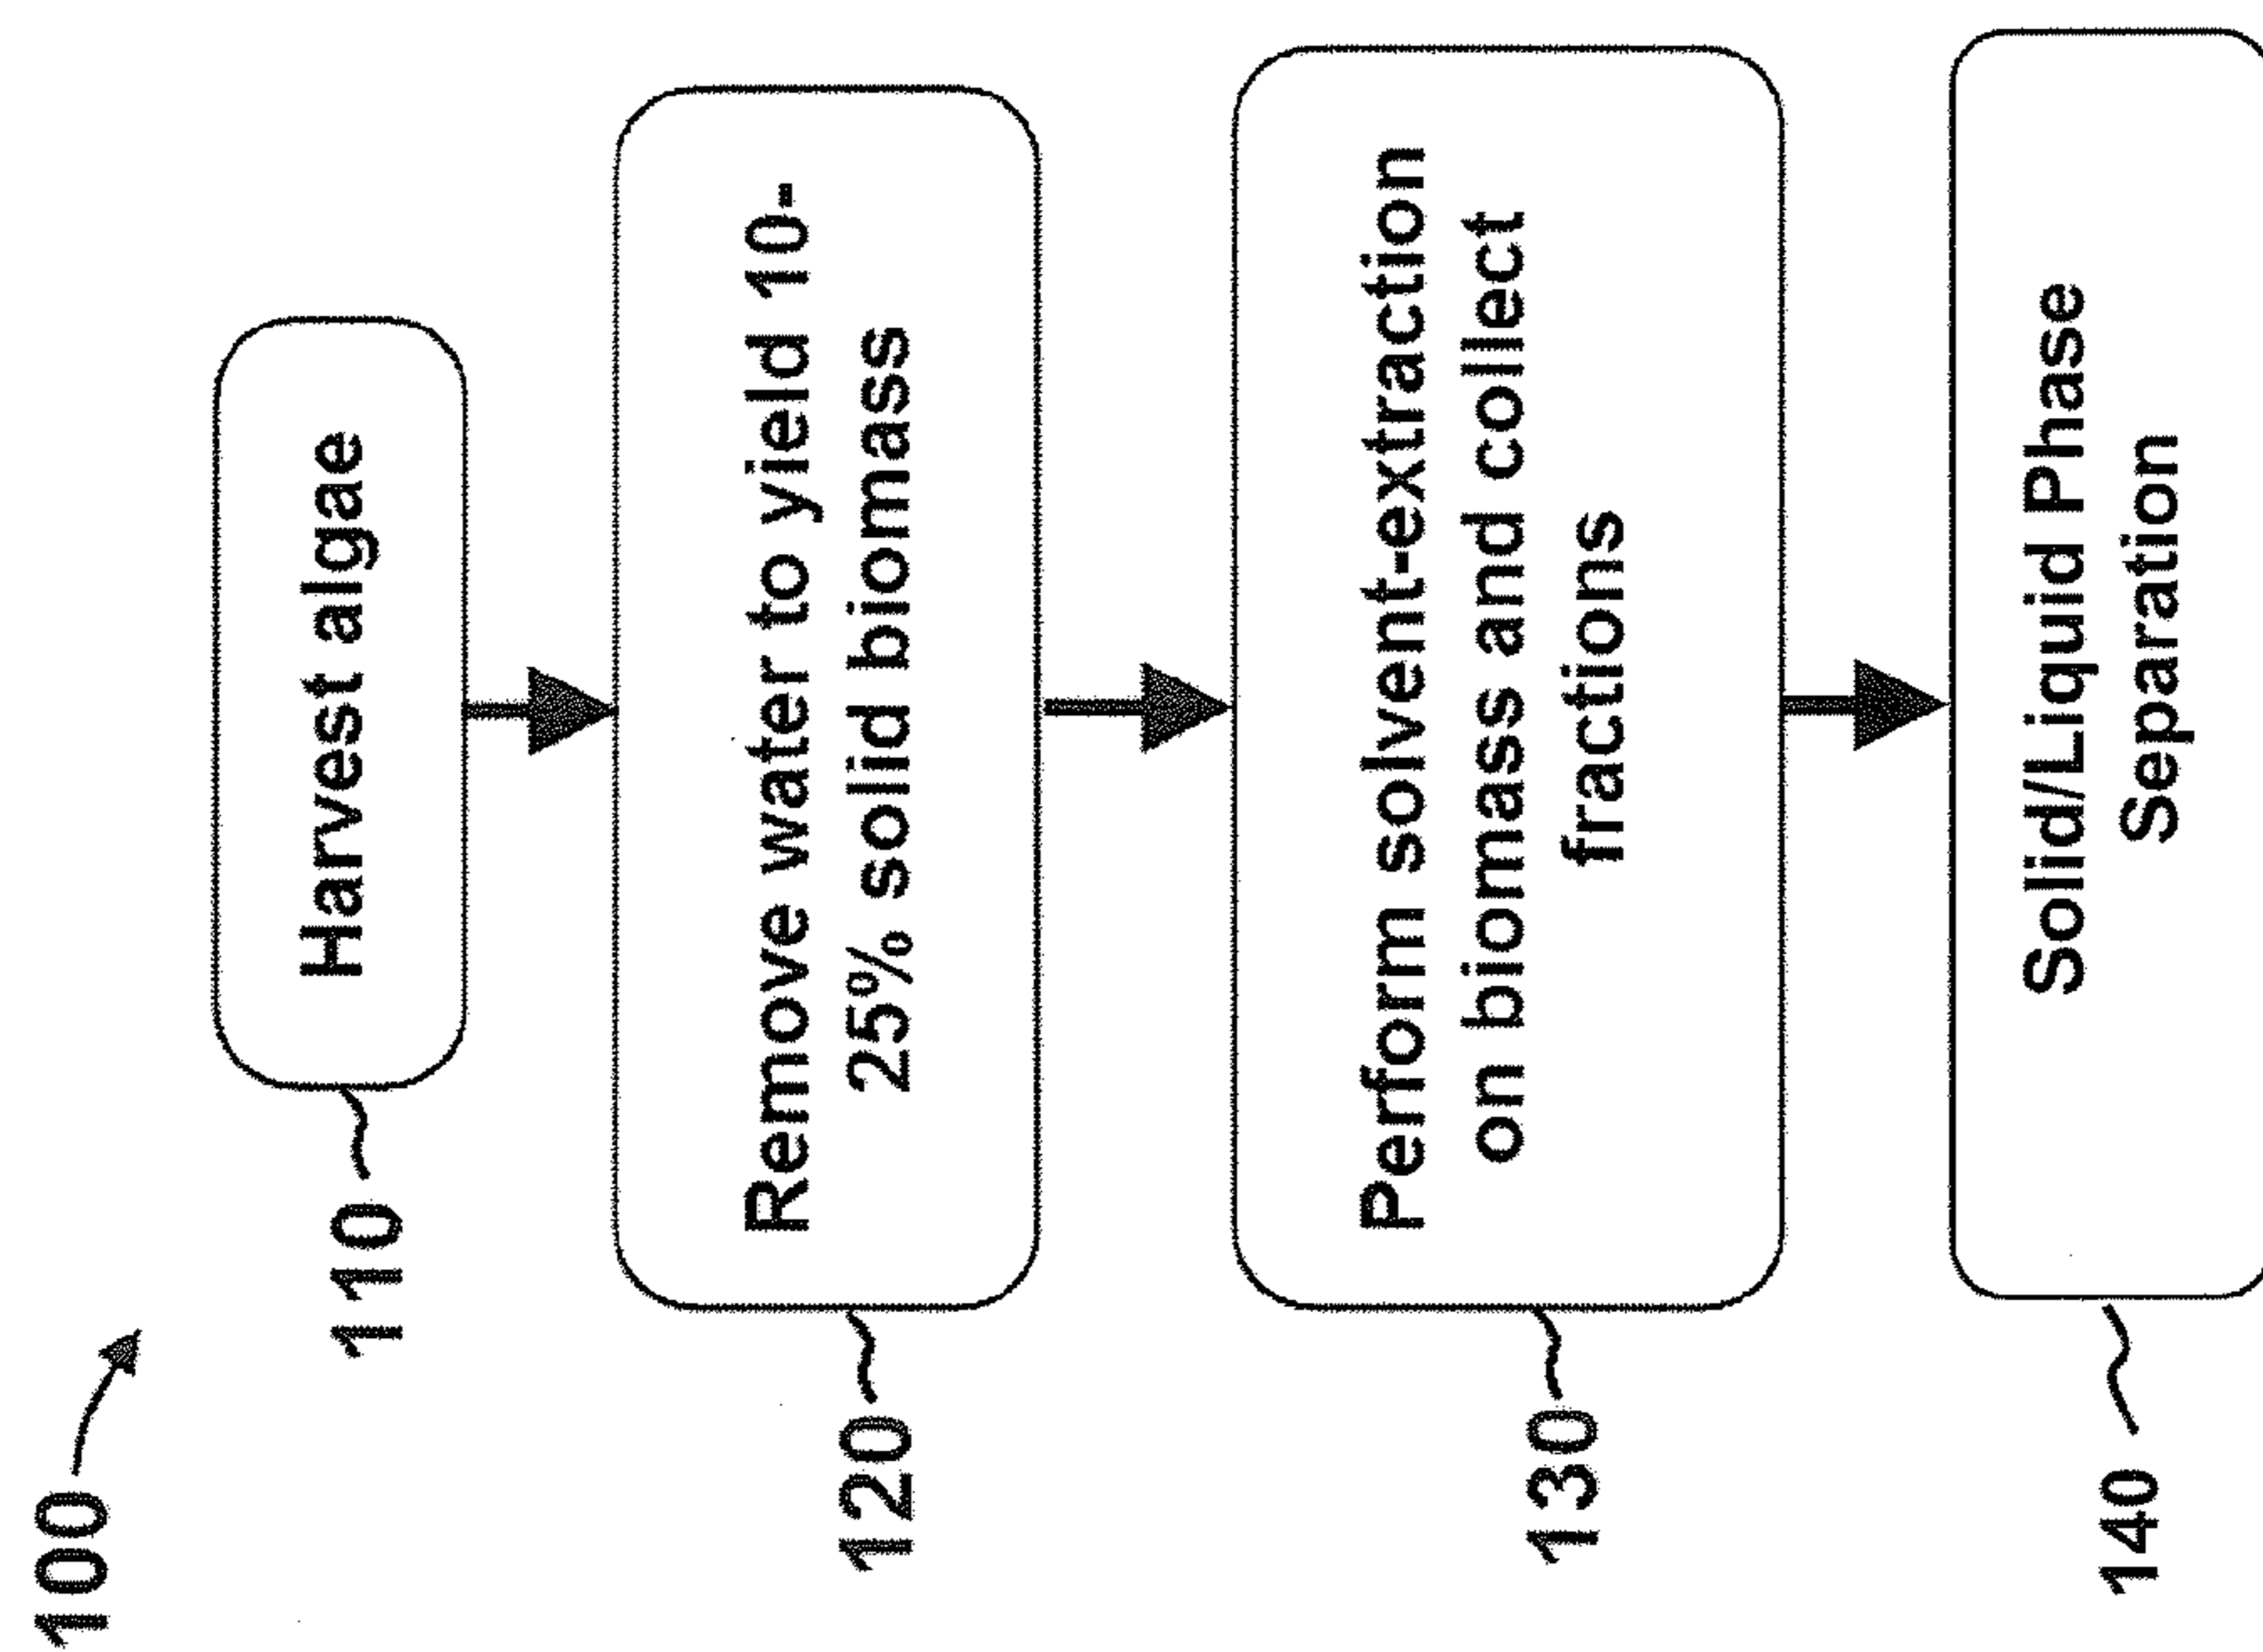 100
110
Harvest algae
120
Remove water to yield 10-
25% solid biomass
130
Perform solvent-extraction
on biomass and collect
fractions
140
Solid/Liquid Phase
Separation